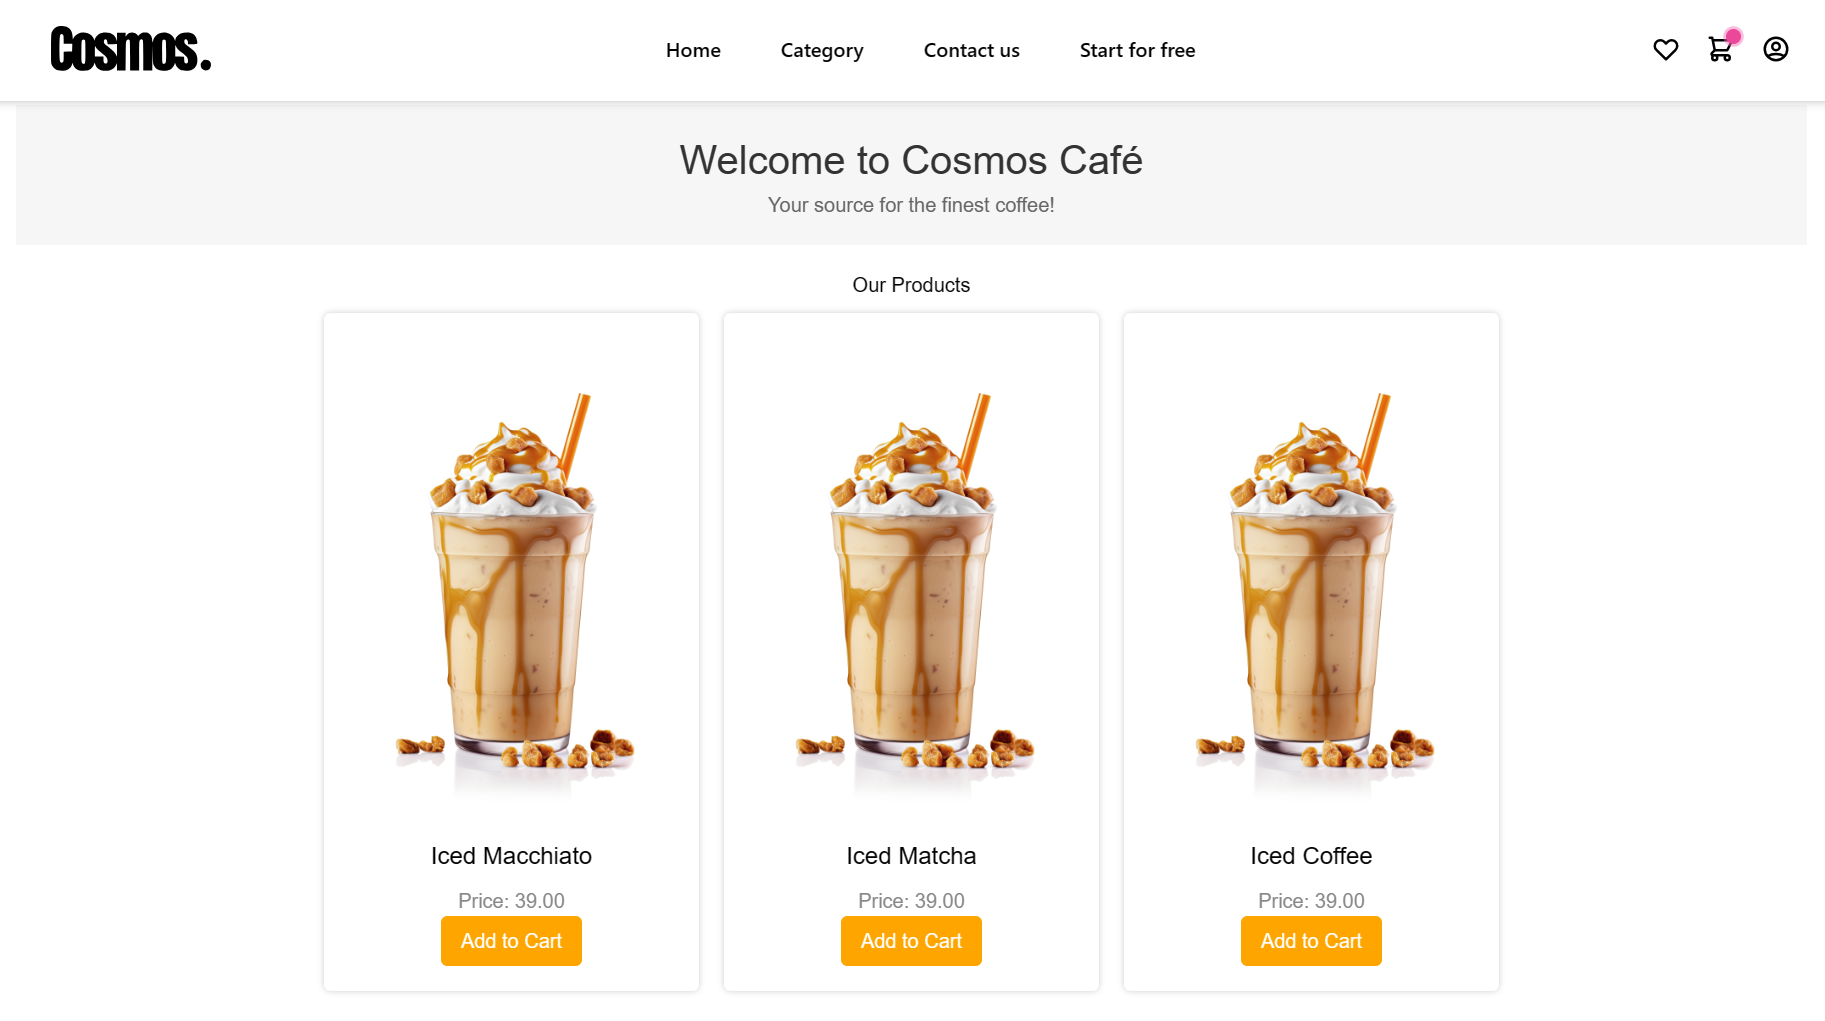 Cosmos.
Home Category Contact us Start for free
Welcome to Cosmos Café
Your source for the finest coffee!
Our Products
Iced Macchiato
Price: 39.00
Add to Cart
Iced Matcha
Price: 39.00
Add to Cart
Iced Coffee
Price: 39.00
Add to Cart